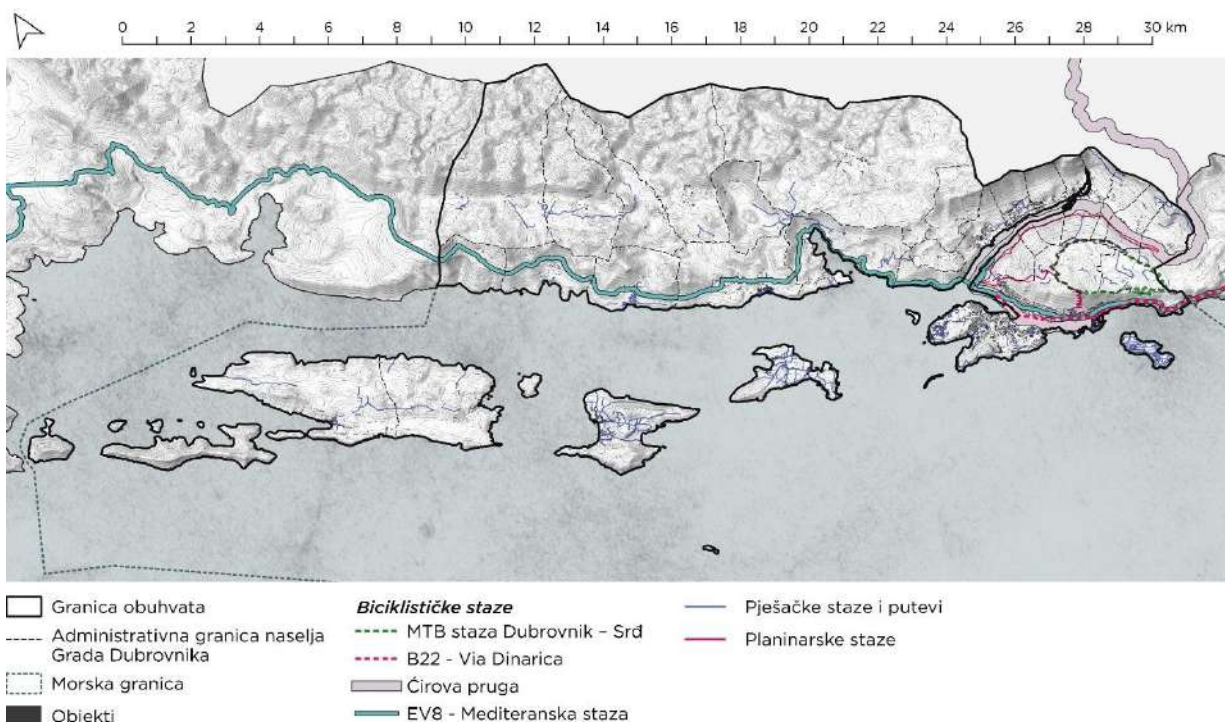 0 2 4 6 8 10 12 14 16 18 20 22 24 26 28 30 km
Granica obuhvata
Administrativna granica naselja
Grada Dubrovnika
Morska granica
Objekti
Biciklističke staze
MTB staza Dubrovnik – Srđ
B22 - Via Dinarica
Ćirova pruga
EV8 - Mediteranska staza
Pješačke staze i putevi
Planinarske staze